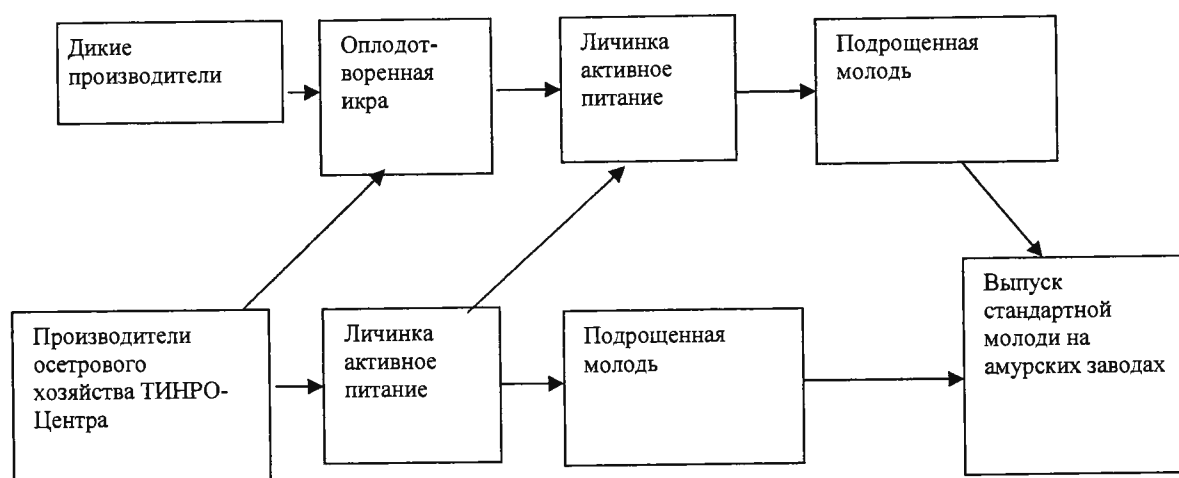 Дикие
производители
Оплодот-
воренная
икра
Личинка
активное
питание
Подрощенная
молодь
Производители
осетрового
хозяйства ТИНРО-
Центра
Личинка
активное
питание
Подрощенная
молодь
Выпуск
стандартной
молоди на
амурских заводах